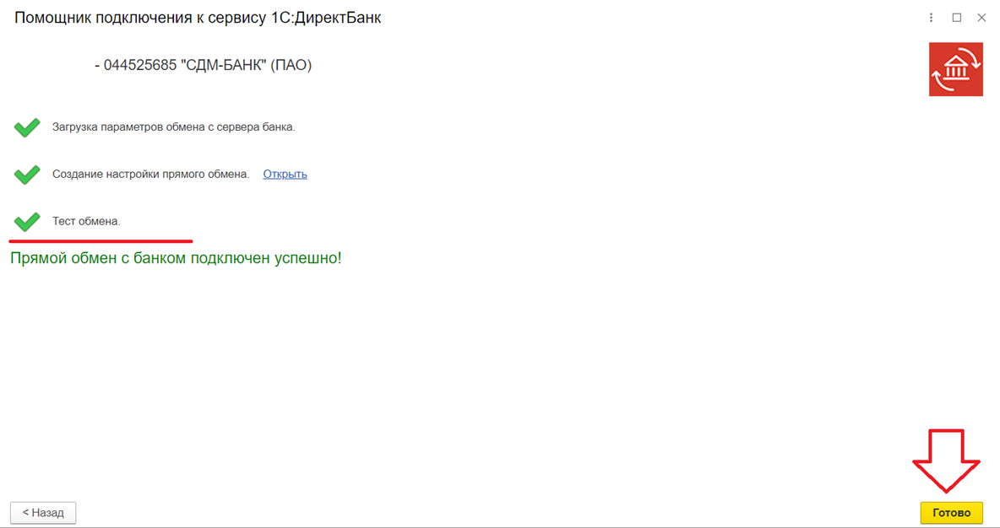 Помощник подключения к сервису 1С:ДиректБанк
- 044525685 "СДМ-БАНК" (ПАО)
Загрузка параметров обмена с сервера банка.
Создание настройки прямого обмена. Открыть
Тест обмена.
Прямой обмен с банком подключен успешно!
< Назад
Готово